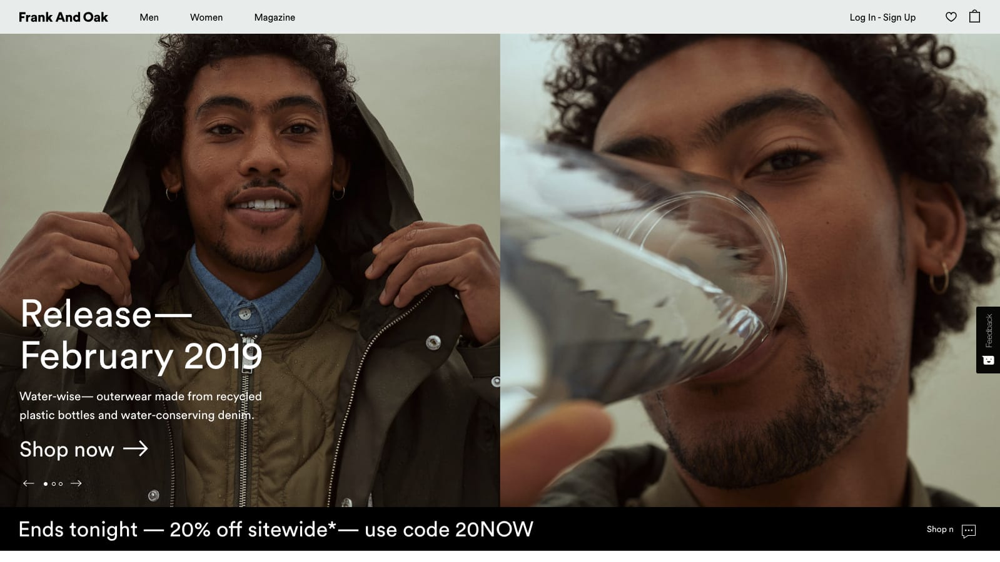 Frank And Oak
Men
Women
Magazine
Log In - Sign Up
Release—
February 2019
Water-wise— outerwear made from recycled
plastic bottles and water-conserving denim.
Shop now
Feedback
Ends tonight — 20% off sitewide*— use code 20NOW
Shop n